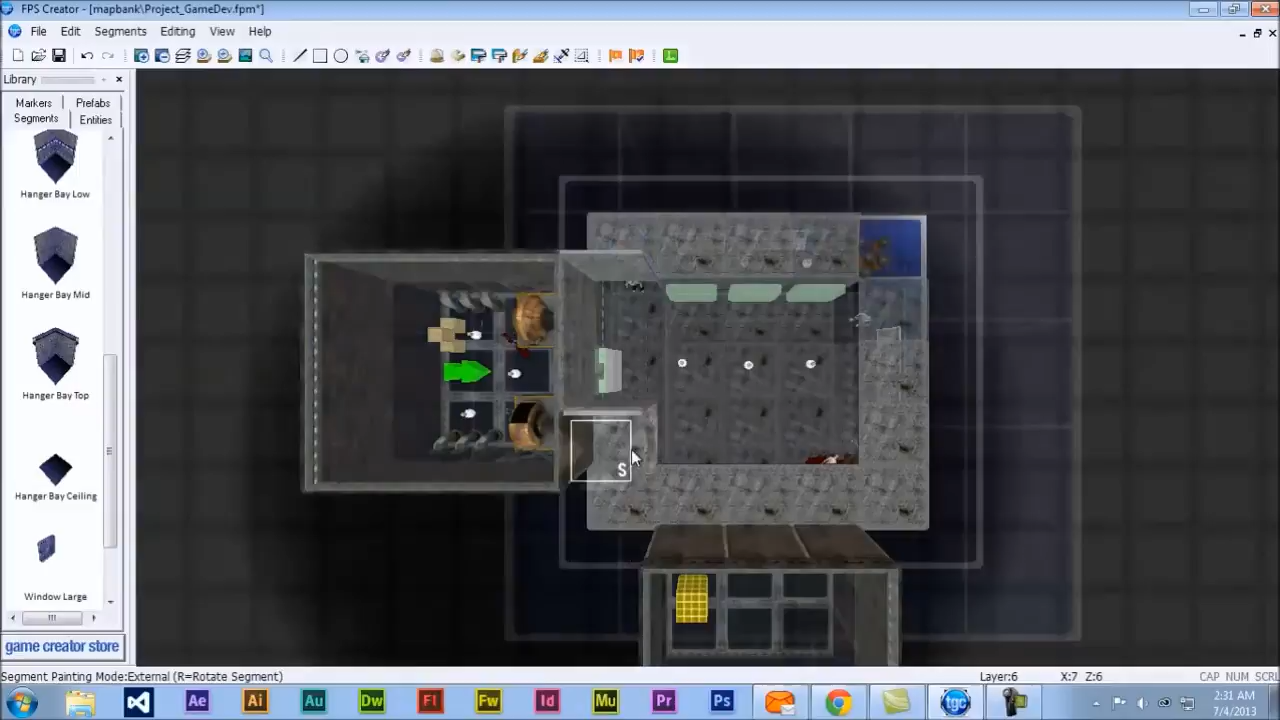 FPS Creator - [mapbank\Project_GameDev.fpm*]
File Edit Segments Editing View Help
Library
Markers Prefabs
Segments Entities
Hanger Bay Low
Hanger Bay Mid
Hanger Bay Top
Hanger Bay Ceiling
Window Large
game creator store
S
Segment Painting Mode:External (R=Rotate Segment)
Layer:6
X:7 Z:6
CAP NUM SCRL
Ae Ai Au Dw Fl Fw Id Mu Pr Ps tgc
2:31 AM
7/4/2013